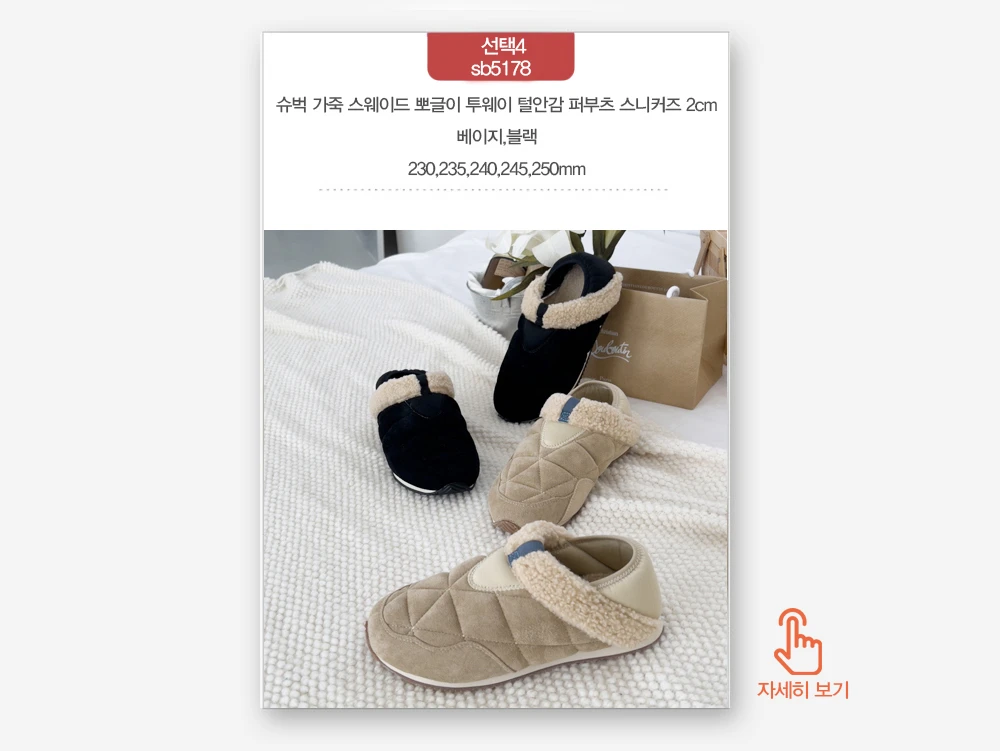 선택4
sb5178
슈벅 가죽 스웨이드 뽀글이 투웨이 털안감 퍼부츠 스니커즈 2cm
베이지,블랙
230,235,240,245,250mm
자세히 보기